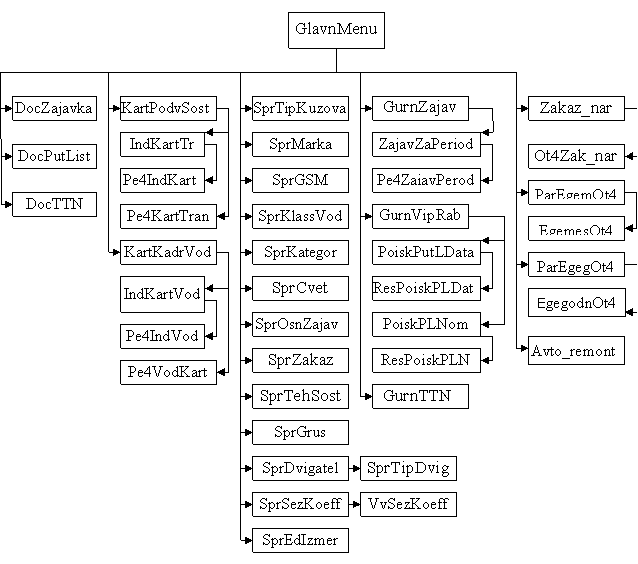 GlavnMenu
DocZajavka
DocPutList
DocTTN
KartPodvSost
IndKartTr
Pe4IndKart
Pe4KartTran
KartKadrVod
IndKartVod
Pe4IndVod
Pe4VodKart
SprTipKuzova
SprMarka
SprGSM
SprKlassVod
SprKategor
SprCvet
SprOsnZajav
SprZakaz
SprTehSost
SprGrus
SprDvigatel
SprTipDvig
SprSezKoeff
VvSezKoeff
SprEdIzmer
GurnZajav
ZajavZaPeriod
Pe4ZaiavPerod
GurnVipRab
PoiskPutLData
ResPoiskPLDat
PoiskPLNom
ResPoiskPLN
GurnTTN
Zakaz_nar
Ot4Zak_nar
ParEgemOt4
EgemesOt4
ParEgegOt4
EgegodnOt4
Avto_remont